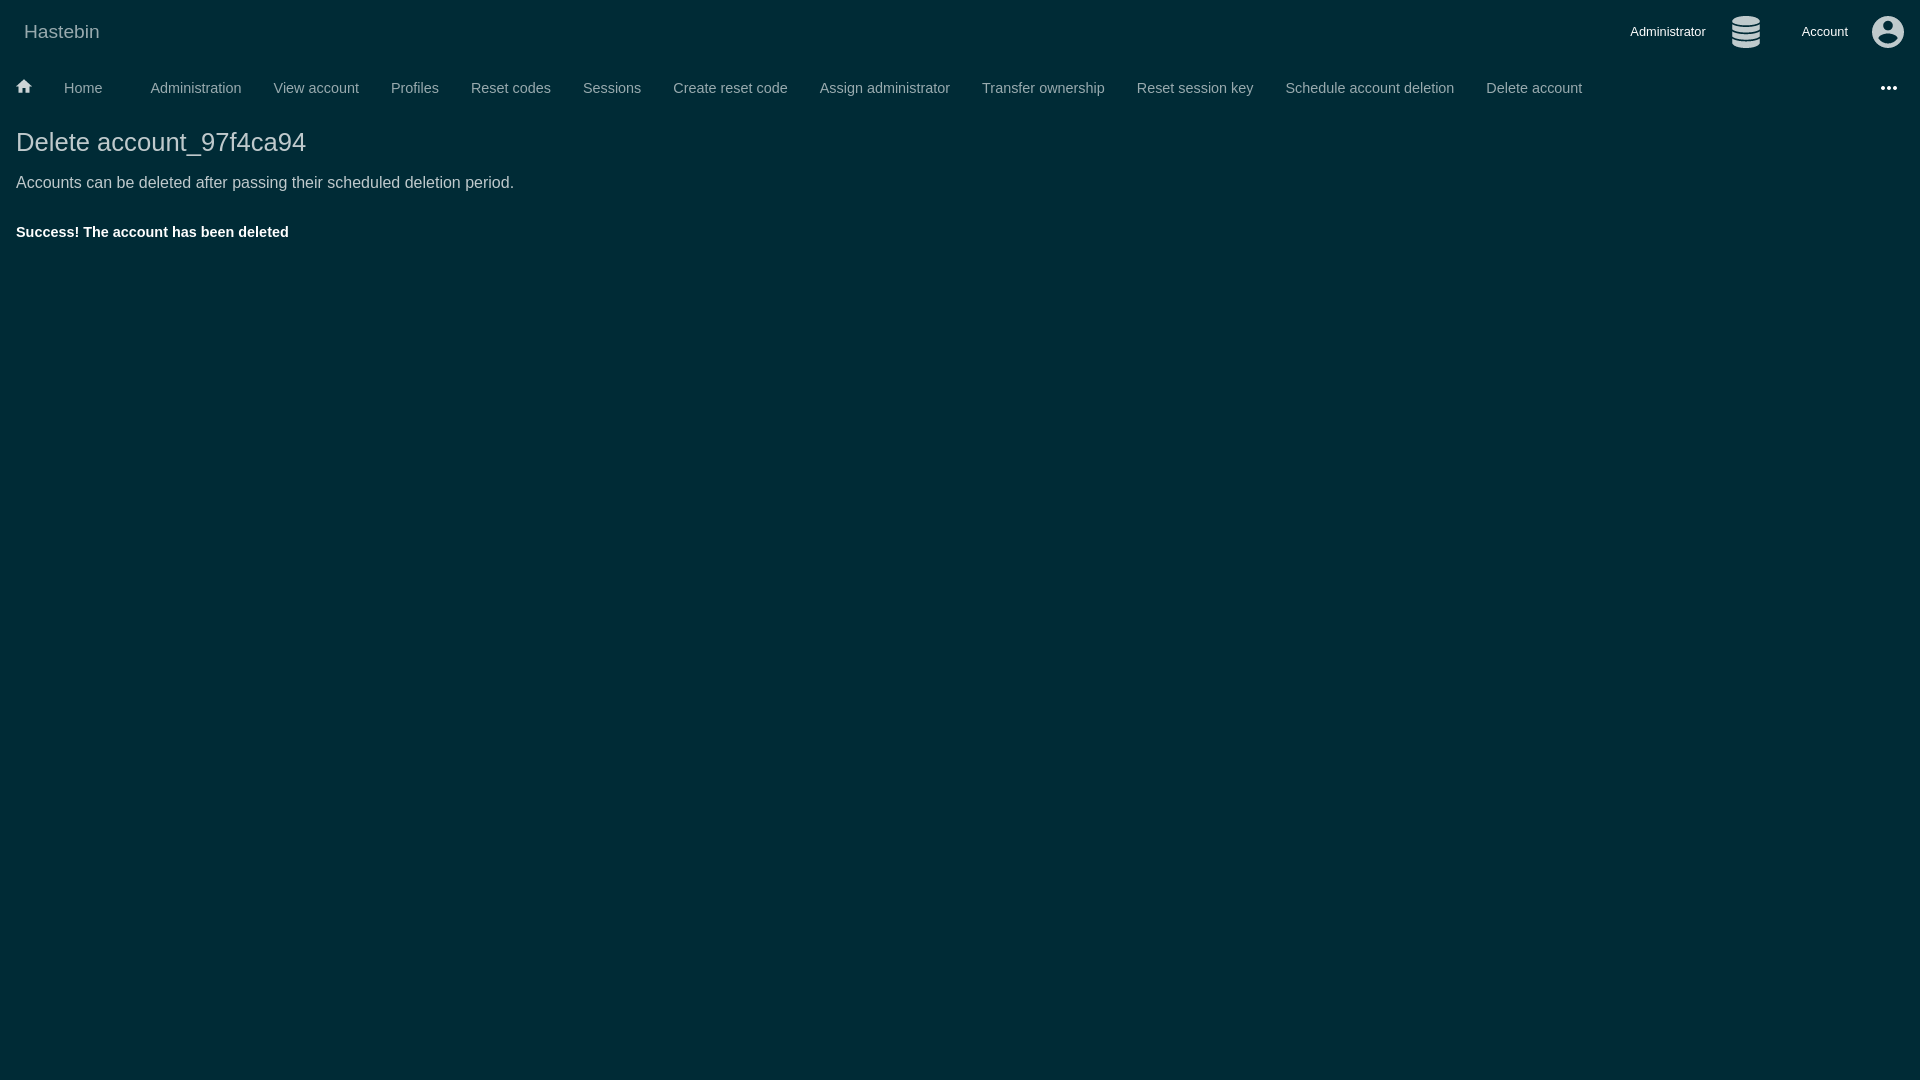 Hastebin
Administrator
Account
Home
Administration
View account
Profiles
Reset codes
Sessions
Create reset code
Assign administrator
Transfer ownership
Reset session key
Schedule account deletion
Delete account
Delete account_97f4ca94
Accounts can be deleted after passing their scheduled deletion period.
Success! The account has been deleted